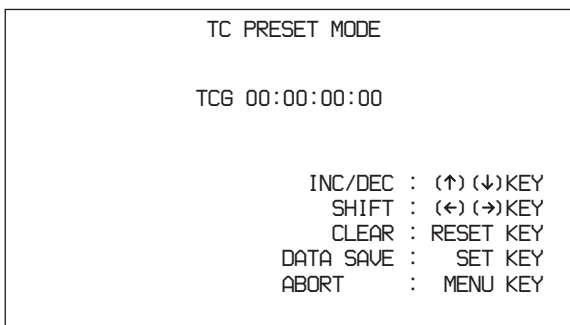 TC PRESET MODE
TCG 00:00:00:00
INC/DEC : (↑)(↓)KEY
SHIFT : (←)(→)KEY
CLEAR : RESET KEY
DATA SAVE : SET KEY
ABORT : MENU KEY